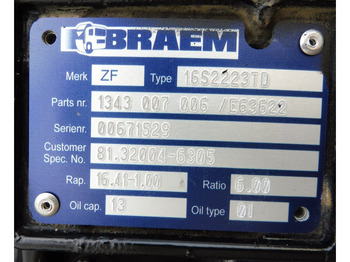 BRAEM
Merk ZF Type 16S2223TD
Parts nr. 1343 007 006 /E63622
Serienr. 00671529
Customer
Spec. No. 81.32004-6305
Rap. 16.41-1.00 Ratio 6.00
Oil cap. 13 Oil type 01